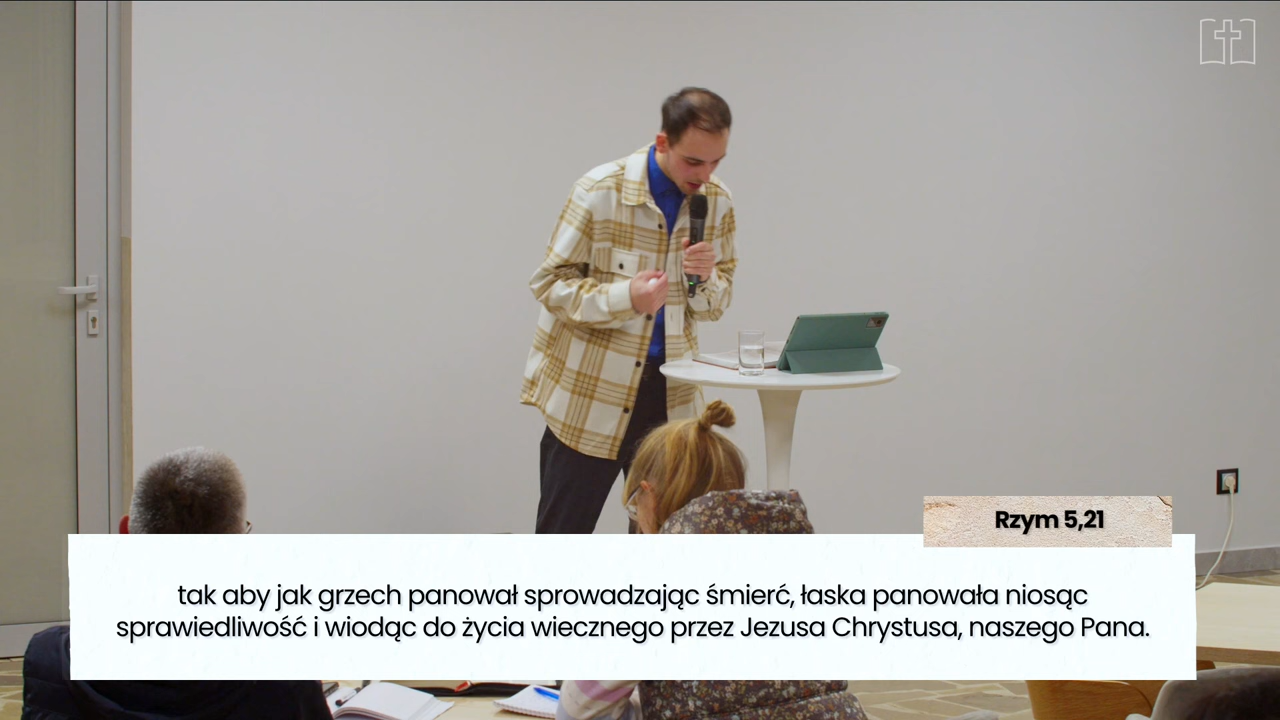 Rzym 5,21
tak aby jak grzech panował sprowadzając śmierć, łaska panowała niosąc
sprawiedliwość i wiodąc do życia wiecznego przez Jezusa Chrystusa, naszego Pana.